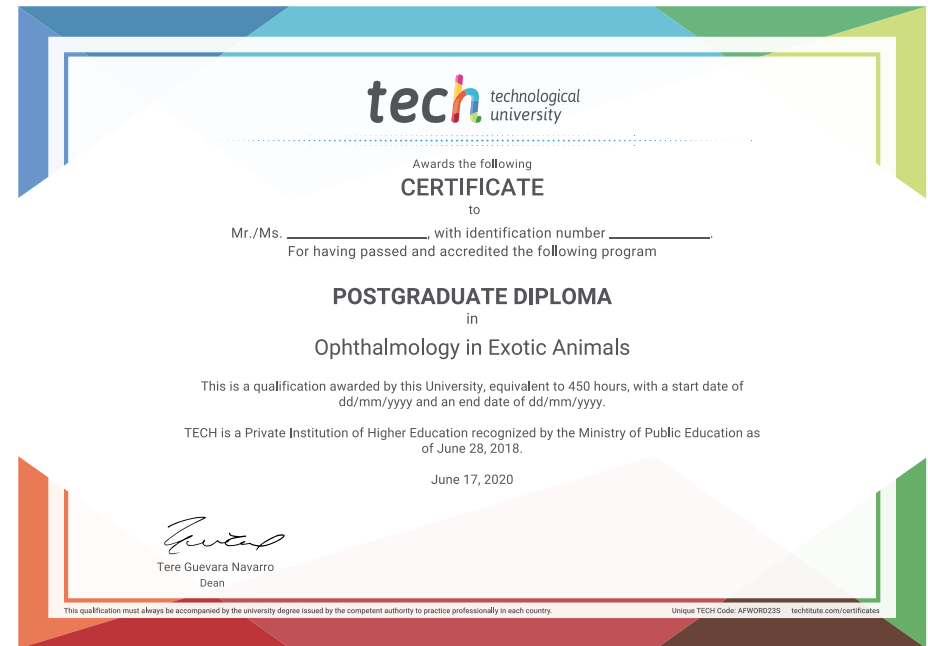 tech technological
university
Awards the following
CERTIFICATE
to
Mr./Ms. ____________________, with identification number ______________.
For having passed and accredited the following program
POSTGRADUATE DIPLOMA
in
Ophthalmology in Exotic Animals
This is a qualification awarded by this University, equivalent to 450 hours, with a start date of
dd/mm/yyyy and an end date of dd/mm/yyyy.
TECH is a Private Institution of Higher Education recognized by the Ministry of Public Education as
of June 28, 2018.
June 17, 2020
Tere Guevara Navarro
Dean
This qualification must always be accompanied by the university degree issued by the competent authority to practice professionally in each country.
Unique TECH Code: AFWORD23S techtitute.com/certificates